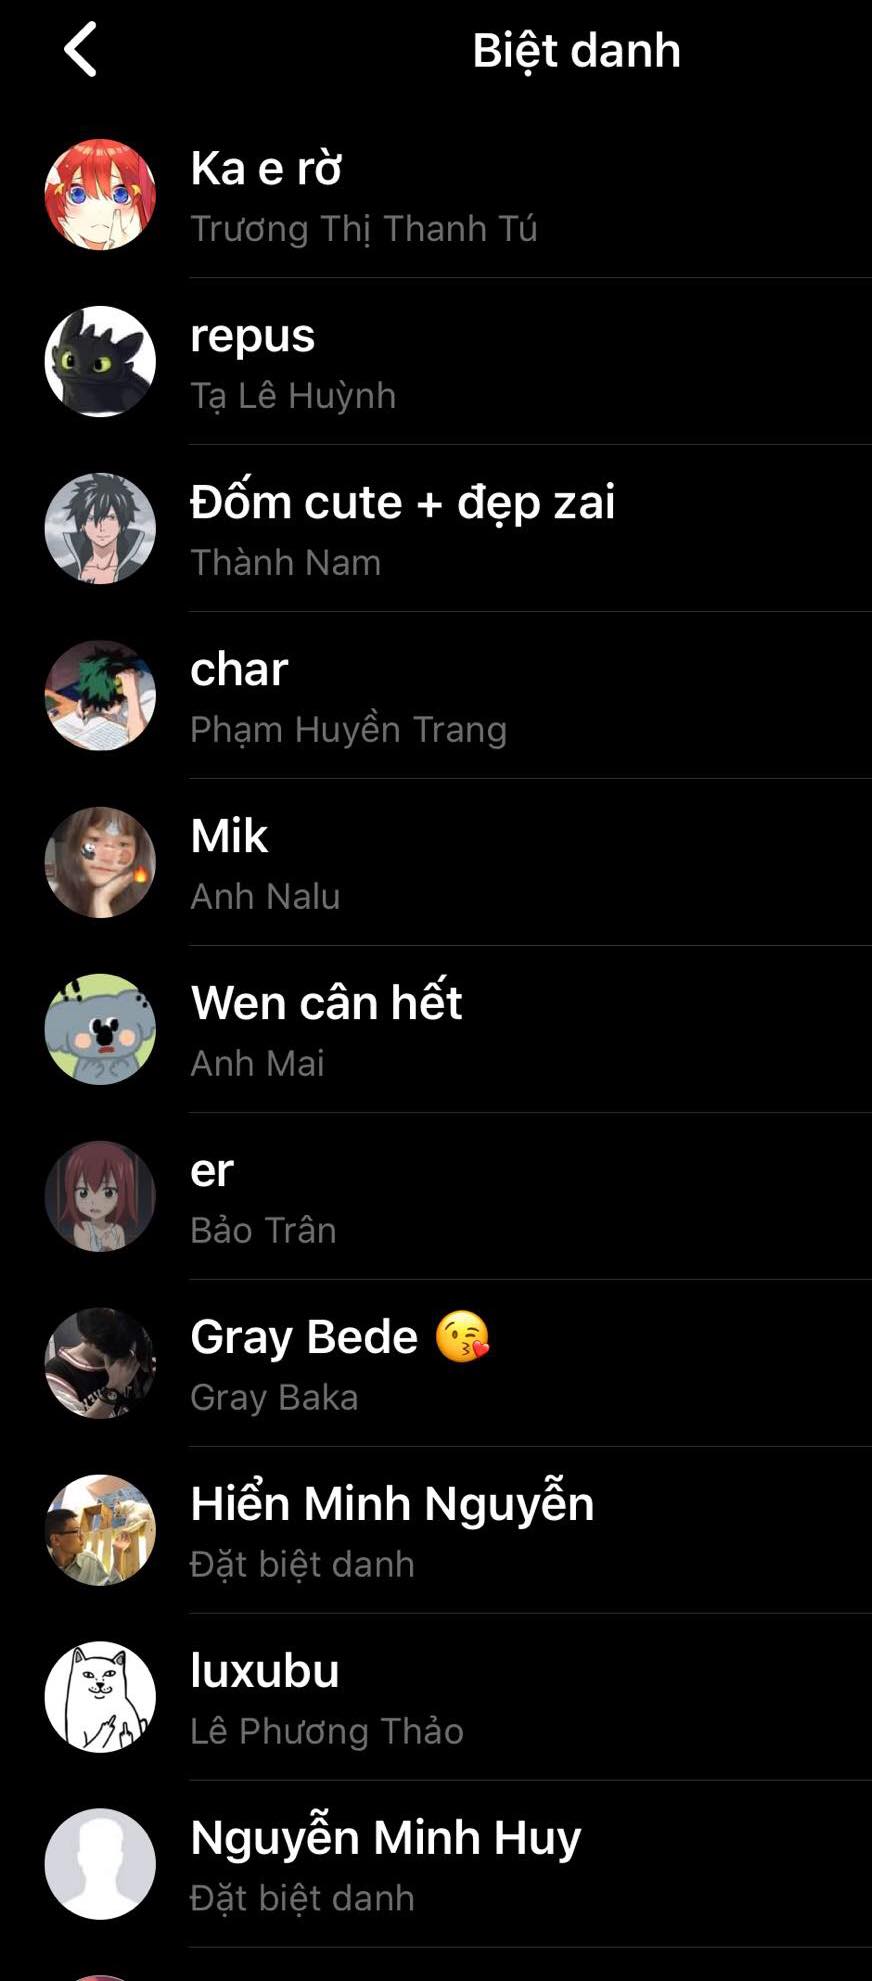 Biệt danh
Ka e rờ
Trương Thị Thanh Tú
repus
Tạ Lê Huỳnh
Đốm cute + đẹp zai
Thành Nam
char
Phạm Huyền Trang
Mik
Anh Nalu
Wen cân hết
Anh Mai
er
Bảo Trân
Gray Bede 😘
Gray Baka
Hiển Minh Nguyễn
Đặt biệt danh
luxubu
Lê Phương Thảo
Nguyễn Minh Huy
Đặt biệt danh